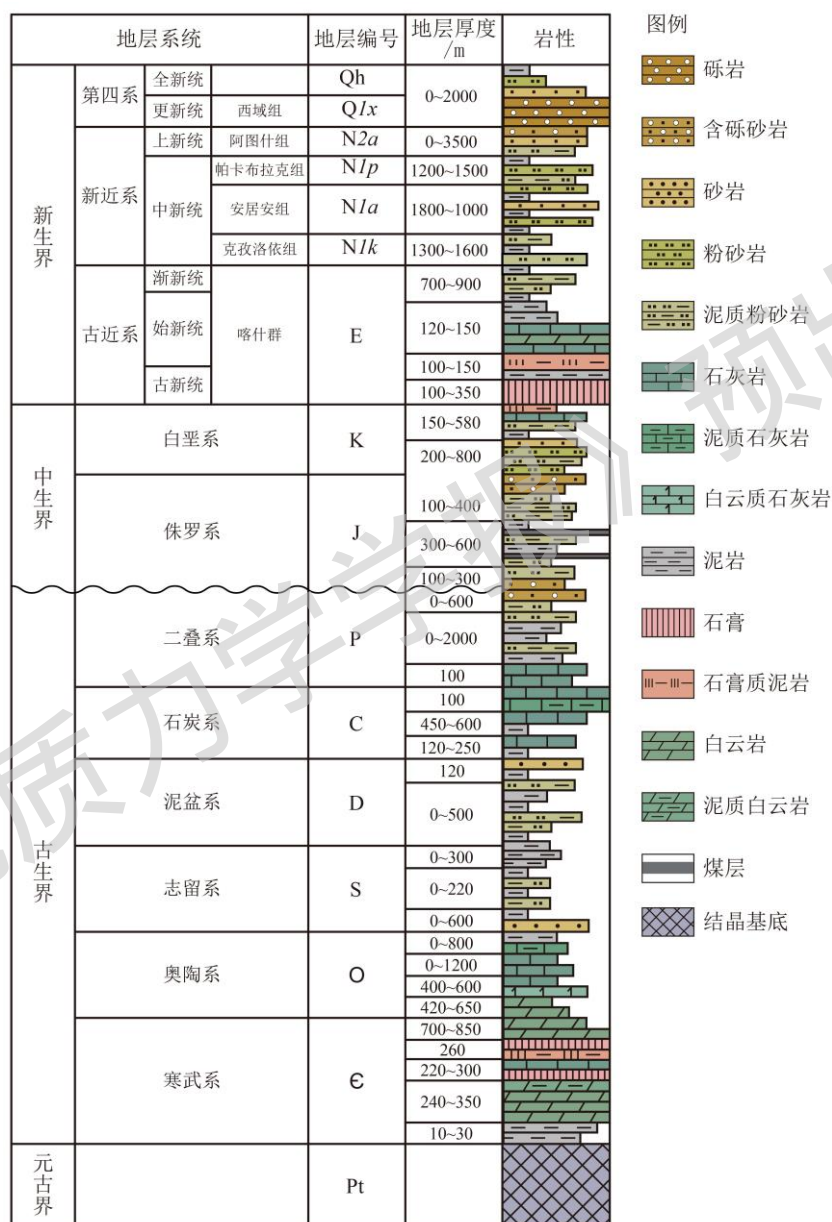 地层系统 地层编号 地层厚度/m 岩性
新生界
第四系
全新统 Qh
0~2000
更新统 西域组 Q1x
新近系
上新统 阿图什组 N2a 0~3500
中新统
帕卡布拉克组 N1p 1200~1500
安居安组 N1a 1800~1000
克孜洛依组 N1k 1300~1600
古近系
渐新统
始新统
古新统
喀什群 E
700~900
120~150
100~150
100~350
中生界
白垩系 K
150~580
200~800
侏罗系 J
100~400
300~600
100~300
古生界
二叠系 P
0~600
0~2000
100
石炭系 C
100
450~600
120~250
泥盆系 D
120
0~500
志留系 S
0~300
0~220
0~600
奥陶系 O
0~800
0~1200
400~600
420~650
寒武系 Є
700~850
260
220~300
240~350
10~30
元古界 Pt
图例
砾岩
含砾砂岩
砂岩
粉砂岩
泥质粉砂岩
石灰岩
泥质石灰岩
白云质石灰岩
泥岩
石膏
石膏质泥岩
白云岩
泥质白云岩
煤层
结晶基底
质力学学报》预出